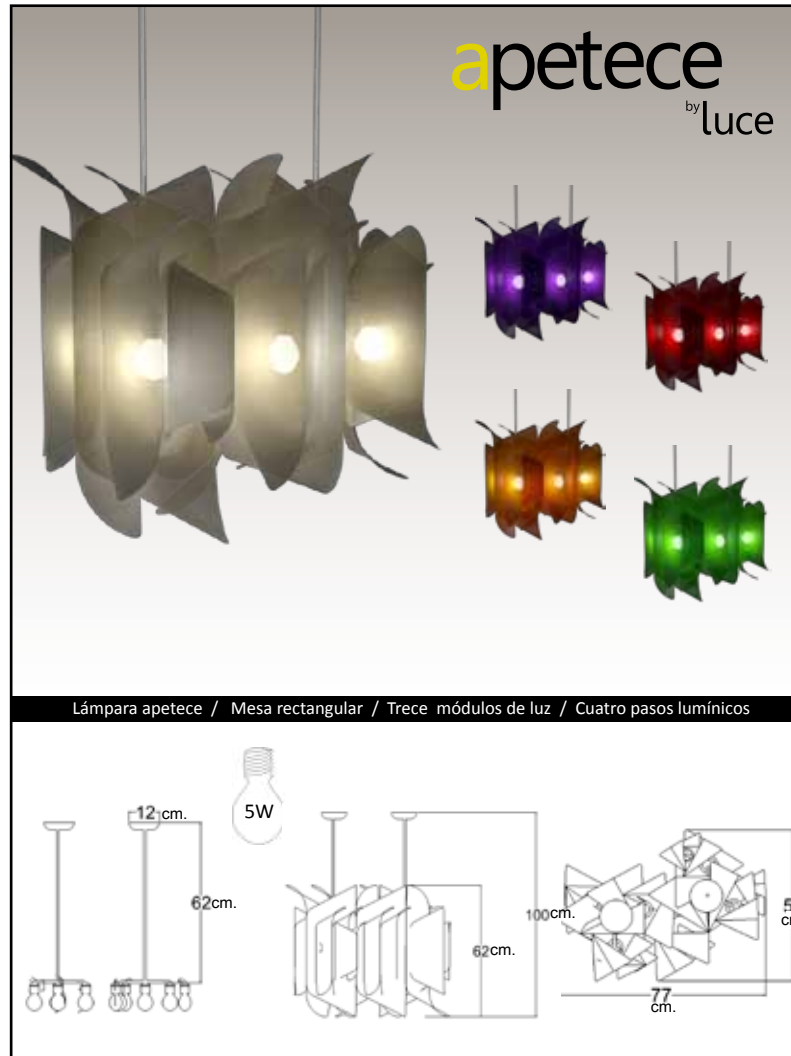 apetece
by luce
Lámpara apetece / Mesa rectangular / Trece módulos de luz / Cuatro pasos lumínicos
5W
12 cm.
62cm.
100cm.
62cm.
77
cm.